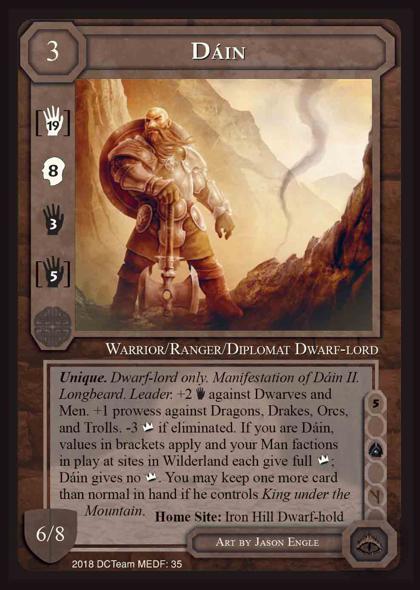 3
DÁIN
[19]
8
3
[5]
WARRIOR/RANGER/DIPLOMAT DWARF-LORD
Unique. Dwarf-lord only. Manifestation of Dáin II.
Longbeard. Leader: +2 against Dwarves and
Men. +1 prowess against Dragons, Drakes, Orcs,
and Trolls. -3 if eliminated. If you are Dáin,
values in brackets apply and your Man factions
in play at sites in Wilderland each give full ;
Dáin gives no . You may keep one more card
than normal in hand if he controls King under the
Mountain. Home Site: Iron Hill Dwarf-hold
5
6/8
ART BY JASON ENGLE
2018 DCTeam MEDF: 35